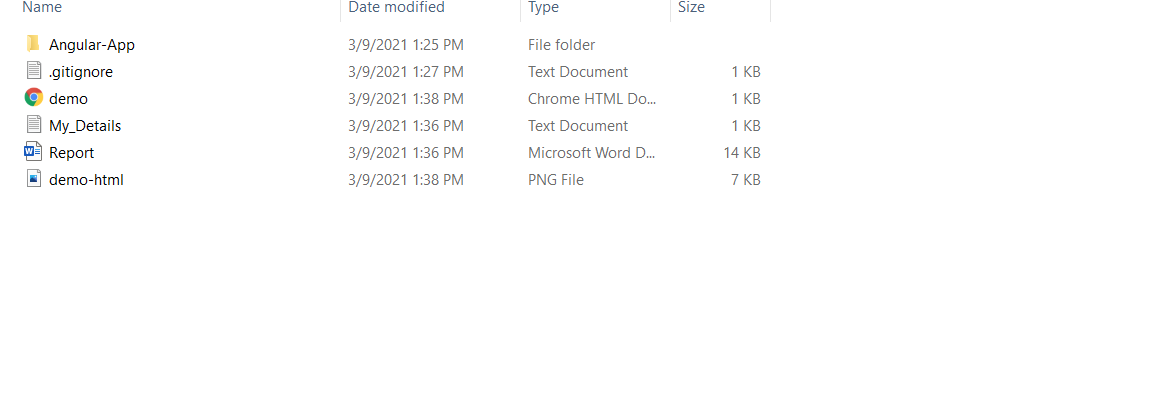 Name Date modified Type Size
Angular-App 3/9/2021 1:25 PM File folder
.gitignore 3/9/2021 1:27 PM Text Document 1 KB
demo 3/9/2021 1:38 PM Chrome HTML Do... 1 KB
My_Details 3/9/2021 1:36 PM Text Document 1 KB
Report 3/9/2021 1:36 PM Microsoft Word D... 14 KB
demo-html 3/9/2021 1:38 PM PNG File 7 KB